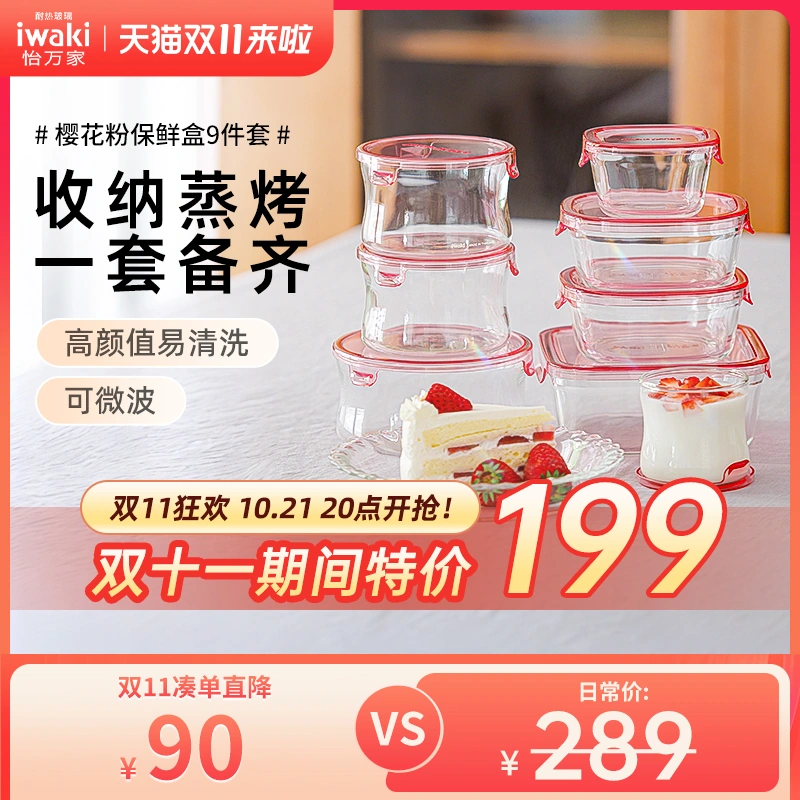 耐热玻璃
iwaki
怡万家
天猫双11来啦
# 樱花粉保鲜盒9件套 #
收纳蒸烤
一套备齐
高颜值易清洗
可微波
iwaki
双11狂欢 10.21 20点开抢！
双十一期间特价 199
双11凑单直降
¥90
VS
日常价:
¥289